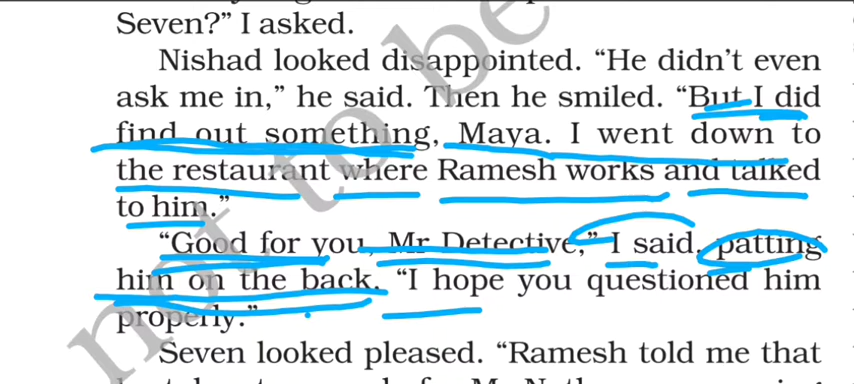 Seven?” I asked.
Nishad looked disappointed. “He didn’t even
ask me in,” he said. Then he smiled. “But I did
find out something, Maya. I went down to
the restaurant where Ramesh works and talked
to him.”
“Good for you, Mr Detective,” I said, patting
him on the back. “I hope you questioned him
properly.”
Seven looked pleased. “Ramesh told me that
not to be